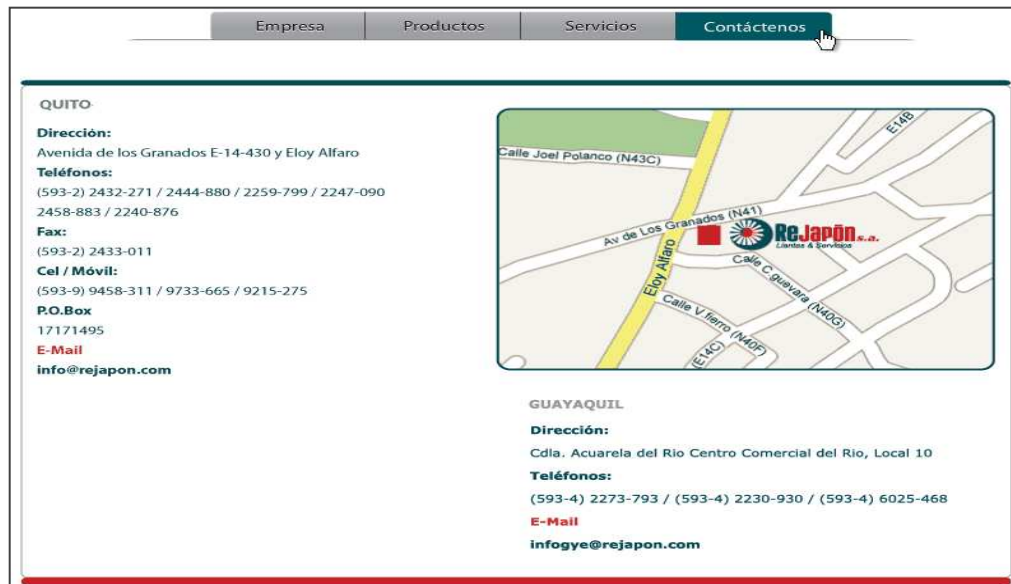 Empresa
Productos
Servicios
Contáctenos
QUITO
Dirección:
Avenida de los Granados E-14-430 y Eloy Alfaro
Teléfonos:
(593-2) 2432-271 / 2444-880 / 2259-799 / 2247-090
2458-883 / 2240-876
Fax:
(593-2) 2433-011
Cel / Móvil:
(593-9) 9458-311 / 9733-665 / 9215-275
P.O.Box
17171495
E-Mail
info@rejapon.com
E14B
Calle Joel Polanco (N43C)
Av de Los Granados (N41)
ReJapón s.a.
Llantas & Servicios
Eloy Alfaro
Calle C.guevara (N40G)
Calle V.fierro (N40F)
(E14C)
GUAYAQUIL
Dirección:
Cdla. Acuarela del Rio Centro Comercial del Rio, Local 10
Teléfonos:
(593-4) 2273-793 / (593-4) 2230-930 / (593-4) 6025-468
E-Mail
infogye@rejapon.com